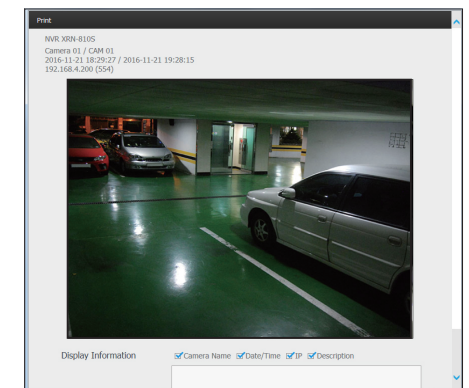 Print
NVR XRN-810S
Camera 01 / CAM 01
2016-11-21 18:29:27 / 2016-11-21 19:28:15
192.168.4.200 (554)
Display Information
Camera Name Date/Time IP Description